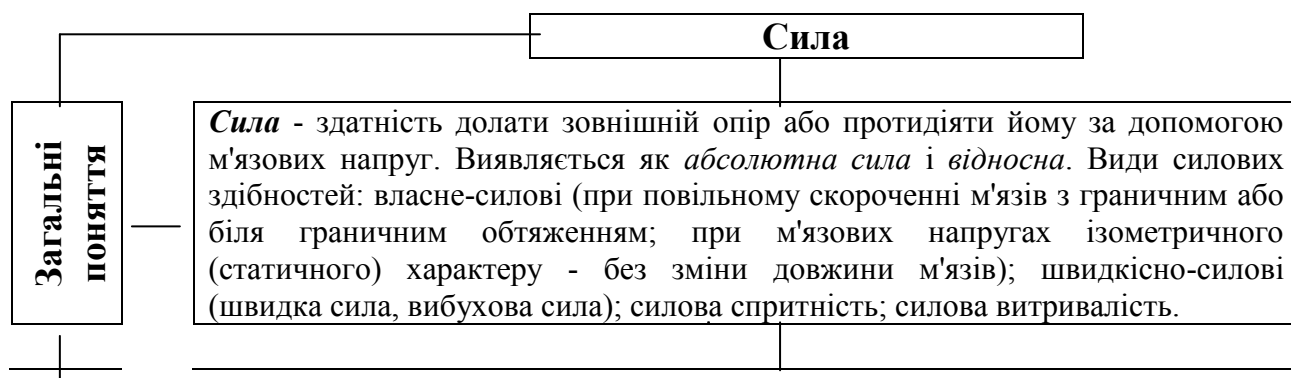 Сила
Загальні
поняття
Сила - здатність долати зовнішній опір або протидіяти йому за допомогою
м'язових напруг. Виявляється як абсолютна сила і відносна. Види силових
здібностей: власне-силові (при повільному скороченні м'язів з граничним або
біля граничним обтяженням; при м'язових напругах ізометричного
(статичного) характеру - без зміни довжини м'язів); швидкісно-силові
(швидка сила, вибухова сила); силова спритність; силова витривалість.